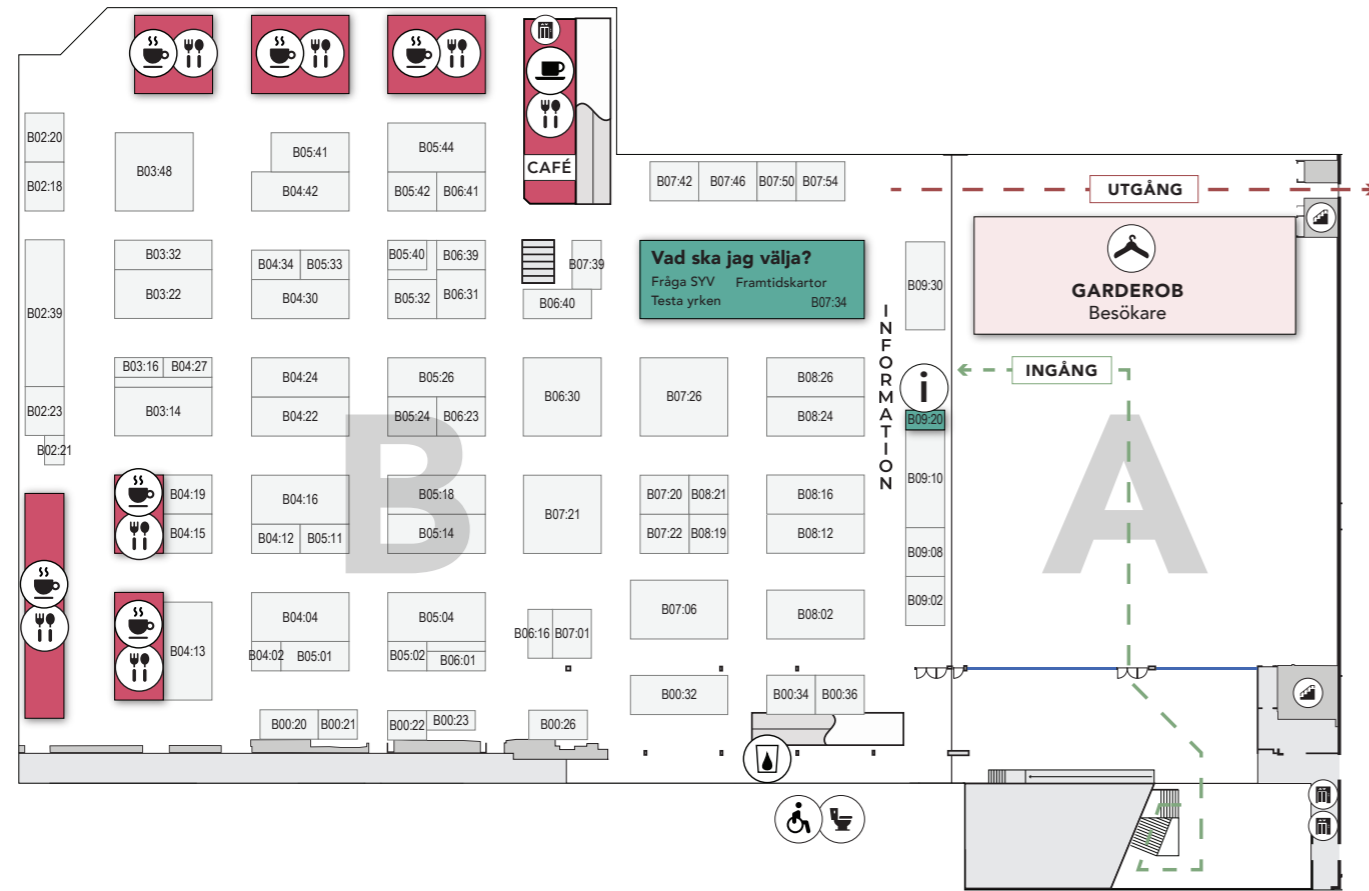 CAFÉ
B02:20
B02:18
B03:48
B05:41
B04:42
B05:44
B05:42
B06:41
B07:42
B07:46
B07:50
B07:54
UTGÅNG
B02:39
B02:23
B02:21
B03:32
B03:22
B04:34
B05:33
B04:30
B05:40
B06:39
B05:32
B06:31
B07:39
B06:40
Vad ska jag välja?
Fråga SYV Framtidskartor
Testa yrken B07:34
B09:30
GARDEROB
Besökare
INFORMATION
i
INGÅNG
B03:16
B04:27
B03:14
B04:24
B04:22
B05:26
B05:24
B06:23
B06:30
B07:26
B08:26
B08:24
B09:20
B
A
B04:19
B04:15
B04:16
B04:12
B05:11
B05:18
B05:14
B07:21
B07:20
B08:21
B07:22
B08:19
B08:16
B08:12
B09:10
B09:08
B09:02
B04:13
B04:04
B04:02
B05:01
B05:04
B05:02
B06:01
B06:16
B07:01
B07:06
B08:02
B00:32
B00:34
B00:36
B00:20
B00:21
B00:22
B00:23
B00:26